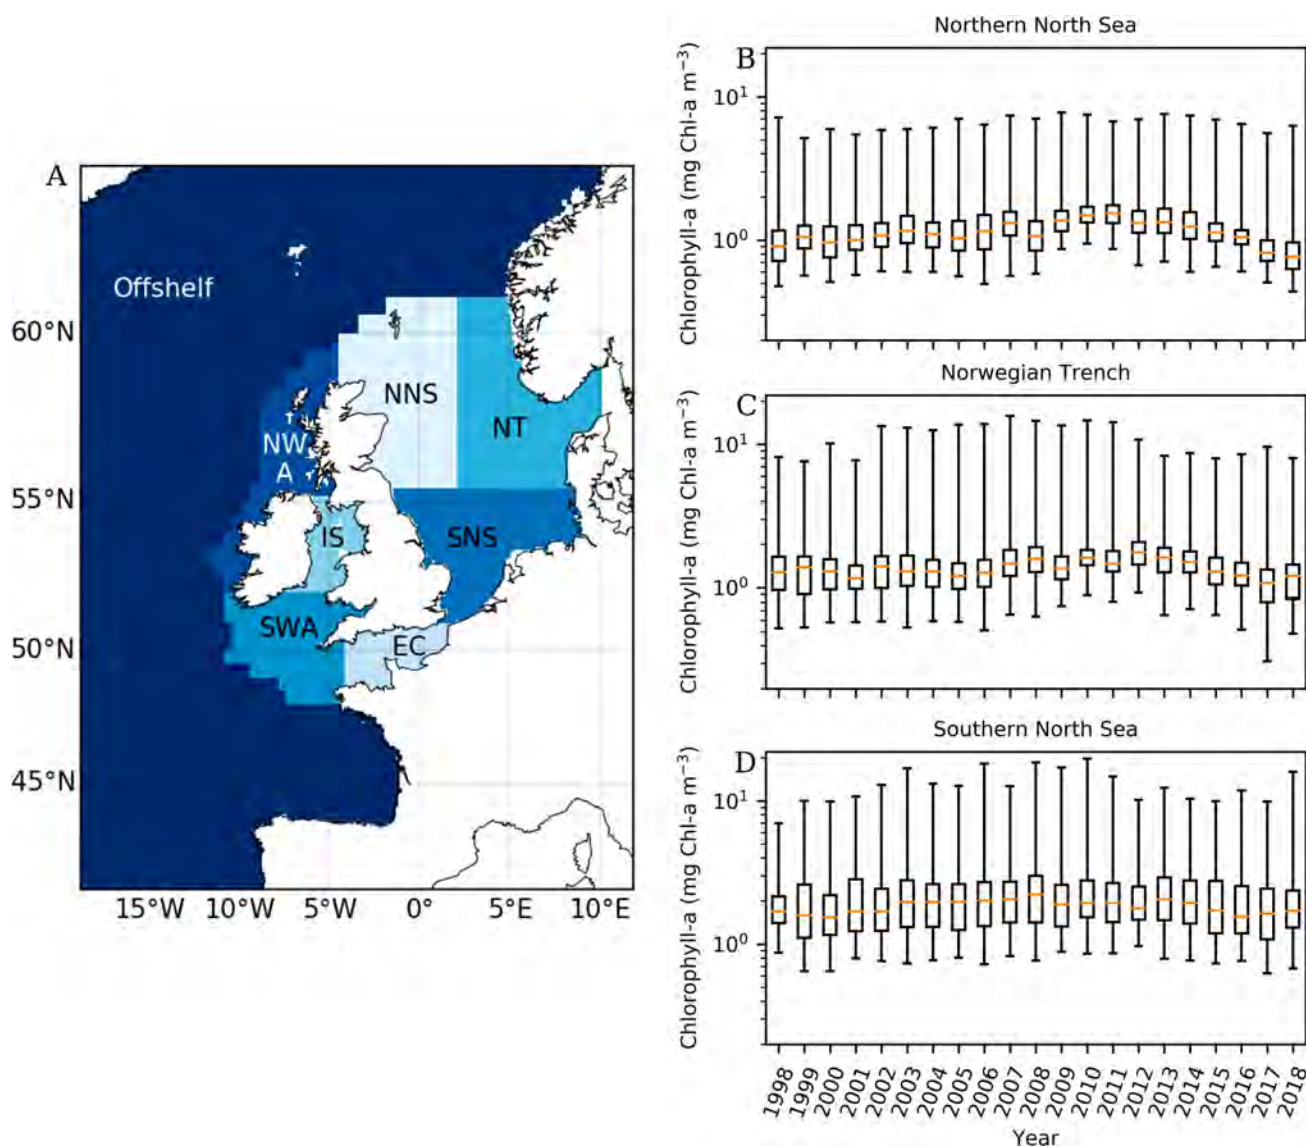 A
Offshelf
60°N
NNS
NT
NW
A
55°N
IS
SNS
SWA
EC
50°N
45°N
15°W 10°W 5°W 0° 5°E 10°E
Northern North Sea
B
Chlorophyll-a (mg Chl-a m⁻³)
10¹
10⁰
Norwegian Trench
C
Chlorophyll-a (mg Chl-a m⁻³)
10¹
10⁰
Southern North Sea
D
Chlorophyll-a (mg Chl-a m⁻³)
10¹
10⁰
1998 1999 2000 2001 2002 2003 2004 2005 2006 2007 2008 2009 2010 2011 2012 2013 2014 2015 2016 2017 2018
Year